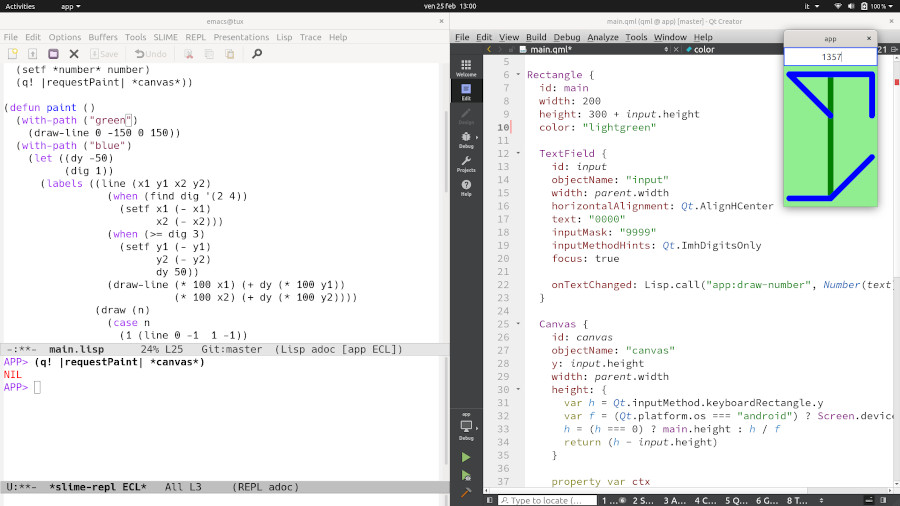 Activities app ven 25 feb 13:00 it 100%
emacs@tux
File Edit Options Buffers Tools SLIME REPL Presentations Lisp Trace Help
Save Undo
(setf *number* number)
(q! |requestPaint| *canvas*))
(defun paint ()
(with-path ("green")
(draw-line 0 -150 0 150))
(with-path ("blue")
(let ((dy -50)
(dig 1))
(labels ((line (x1 y1 x2 y2)
(when (find dig '(2 4))
(setf x1 (- x1)
x2 (- x2)))
(when (>= dig 3)
(setf y1 (- y1)
y2 (- y2)
dy 50))
(draw-line (* 100 x1) (+ dy (* 100 y1))
(* 100 x2) (+ dy (* 100 y2))))
(draw (n)
(case n
(1 (line 0 -1 1 -1))
-:**- main.lisp 24% L25 Git:master (Lisp adoc [app ECL])
APP> (q! |requestPaint| *canvas*)
NIL
APP>
U:**- *slime-repl ECL* All L3 (REPL adoc)
main.qml (qml @ app) [master] - Qt Creator
File Edit View Build Debug Analyze Tools Window Help
main.qml* color
Welcome
Edit
Design
Debug
Projects
Help
app
Debug
5
6 Rectangle {
7 id: main
8 width: 200
9 height: 300 + input.height
10 color: "lightgreen"
11
12 TextField {
13 id: input
14 objectName: "input"
15 width: parent.width
16 horizontalAlignment: Qt.AlignHCenter
17 text: "0000"
18 inputMask: "9999"
19 inputMethodHints: Qt.ImhDigitsOnly
20 focus: true
21
22 onTextChanged: Lisp.call("app:draw-number", Number(text
23 }
24
25 Canvas {
26 id: canvas
27 objectName: "canvas"
28 y: input.height
29 width: parent.width
30 height: {
31 var h = Qt.inputMethod.keyboardRectangle.y
32 var f = (Qt.platform.os === "android") ? Screen.device
33 h = (h === 0) ? main.height : h / f
34 return (h - input.height)
35 }
36
37 property var ctx
Type to locate (... 1 ... 2 S... 3 A... 4 C... 5 Q... 6 G... 8 T...
app
1357
21